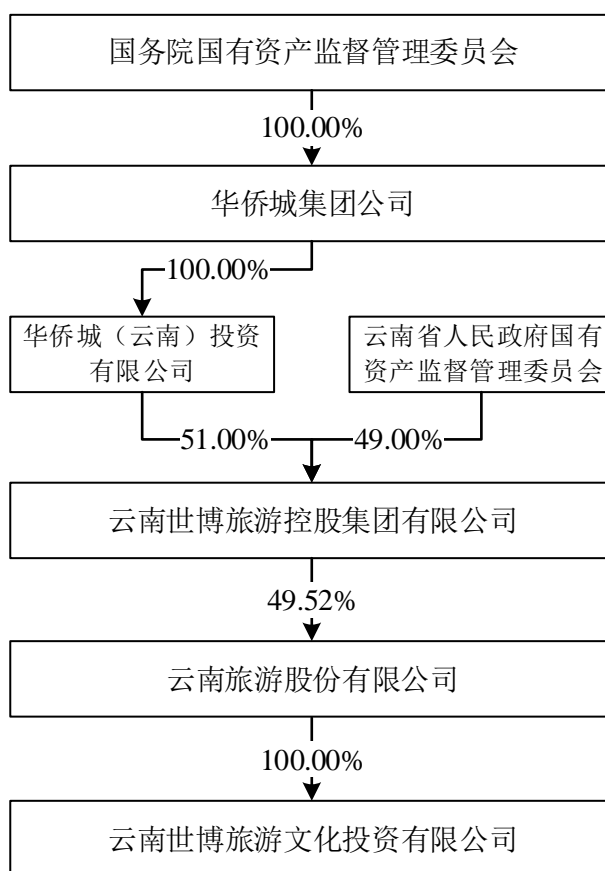 国务院国有资产监督管理委员会
100.00%
华侨城集团公司
100.00%
华侨城（云南）投资
有限公司
云南省人民政府国有
资产监督管理委员会
51.00%
49.00%
云南世博旅游控股集团有限公司
49.52%
云南旅游股份有限公司
100.00%
云南世博旅游文化投资有限公司